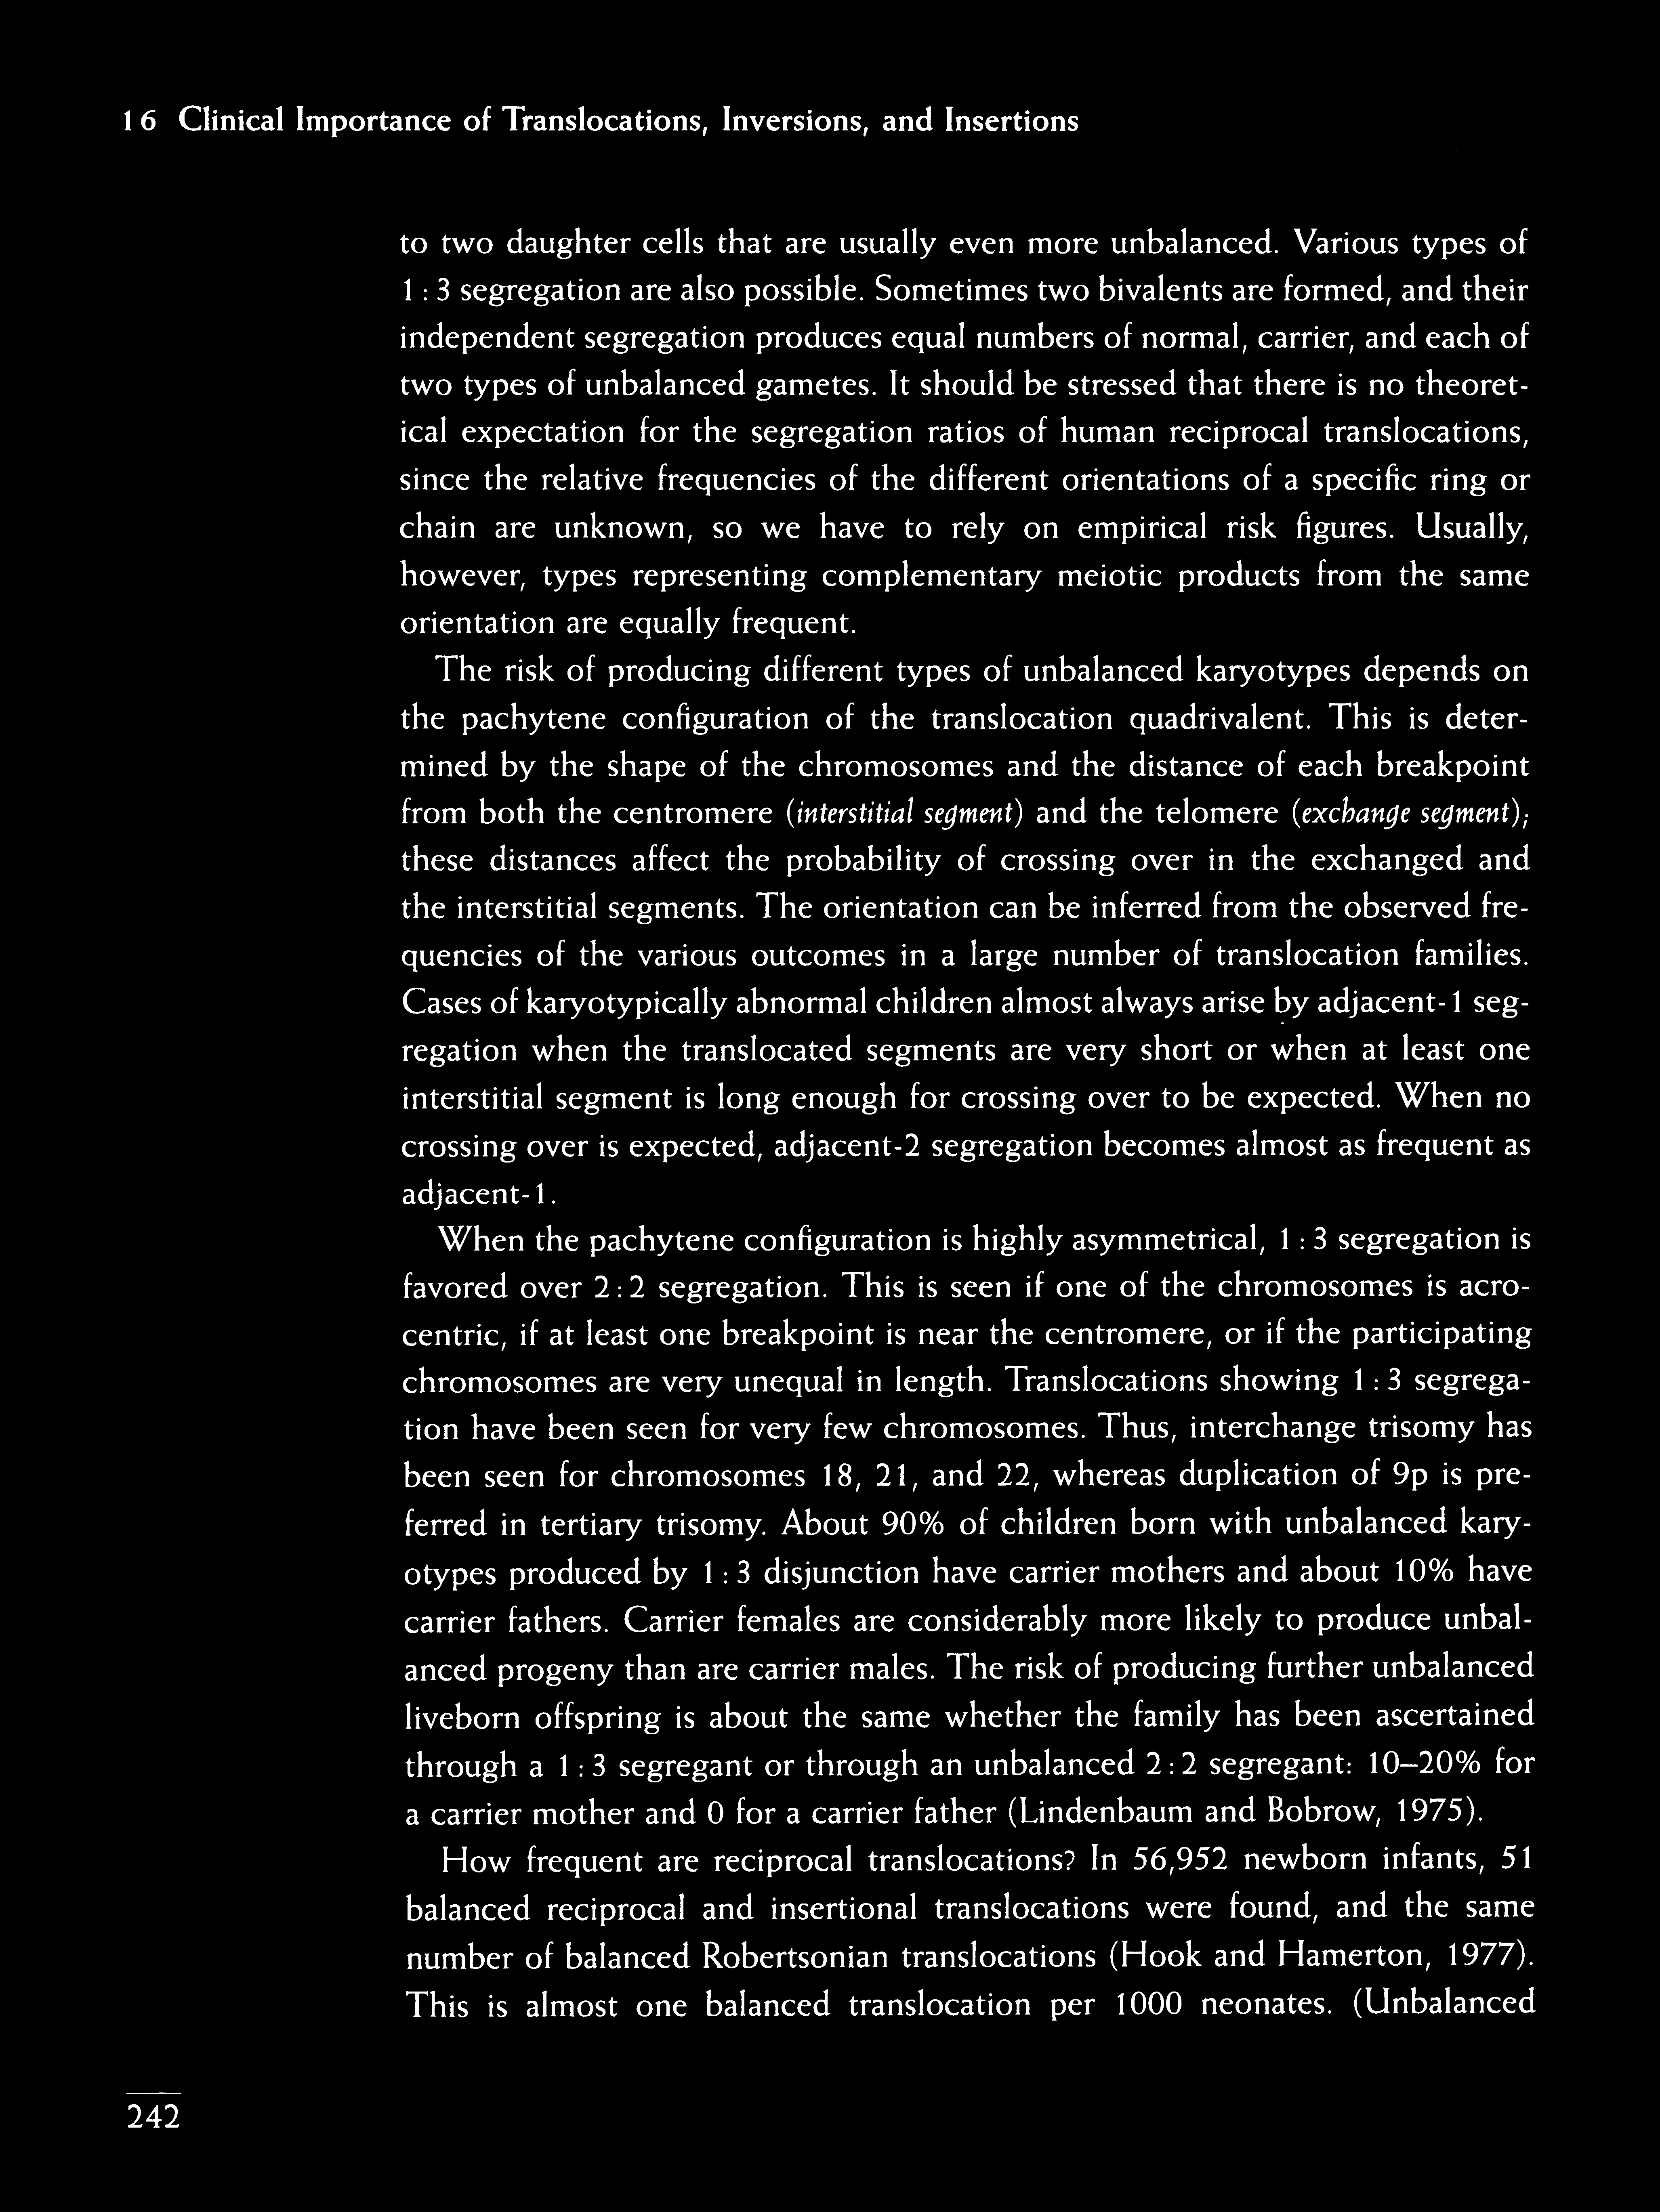 16 Clinical Importance of Translocations, Inversions, and Insertions
to two daughter cells that are usually even more unbalanced. Various types of
1 : 3 segregation are also possible. Sometimes two bivalents are formed, and their
independent segregation produces equal numbers of normal, carrier, and each of
two types of unbalanced gametes. It should be stressed that there is no theoret-
ical expectation for the segregation ratios of human reciprocal translocations,
since the relative frequencies of the different orientations of a specific ring or
chain are unknown, so we have to rely on empirical risk figures. Usually,
however, types representing complementary meiotic products from the same
orientation are equally frequent.
The risk of producing different types of unbalanced karyotypes depends on
the pachytene configuration of the translocation quadrivalent. This is deter-
mined by the shape of the chromosomes and the distance of each breakpoint
from both the centromere (interstitial segment) and the telomere (exchange segment);
these distances affect the probability of crossing over in the exchanged and
the interstitial segments. The orientation can be inferred from the observed fre-
quencies of the various outcomes in a large number of translocation families.
Cases of karyotypically abnormal children almost always arise by adjacent-1 seg-
regation when the translocated segments are very short or when at least one
interstitial segment is long enough for crossing over to be expected. When no
crossing over is expected, adjacent-2 segregation becomes almost as frequent as
adjacent-1.
When the pachytene configuration is highly asymmetrical, 1 : 3 segregation is
favored over 2 : 2 segregation. This is seen if one of the chromosomes is acro-
centric, if at least one breakpoint is near the centromere, or if the participating
chromosomes are very unequal in length. Translocations showing 1 : 3 segrega-
tion have been seen for very few chromosomes. Thus, interchange trisomy has
been seen for chromosomes 18, 21, and 22, whereas duplication of 9p is pre-
ferred in tertiary trisomy. About 90% of children born with unbalanced kary-
otypes produced by 1 : 3 disjunction have carrier mothers and about 10% have
carrier fathers. Carrier females are considerably more likely to produce unbal-
anced progeny than are carrier males. The risk of producing further unbalanced
liveborn offspring is about the same whether the family has been ascertained
through a 1 : 3 segregant or through an unbalanced 2 : 2 segregant: 10–20% for
a carrier mother and 0 for a carrier father (Lindenbaum and Bobrow, 1975).
How frequent are reciprocal translocations? In 56,952 newborn infants, 51
balanced reciprocal and insertional translocations were found, and the same
number of balanced Robertsonian translocations (Hook and Hamerton, 1977).
This is almost one balanced translocation per 1000 neonates. (Unbalanced
242